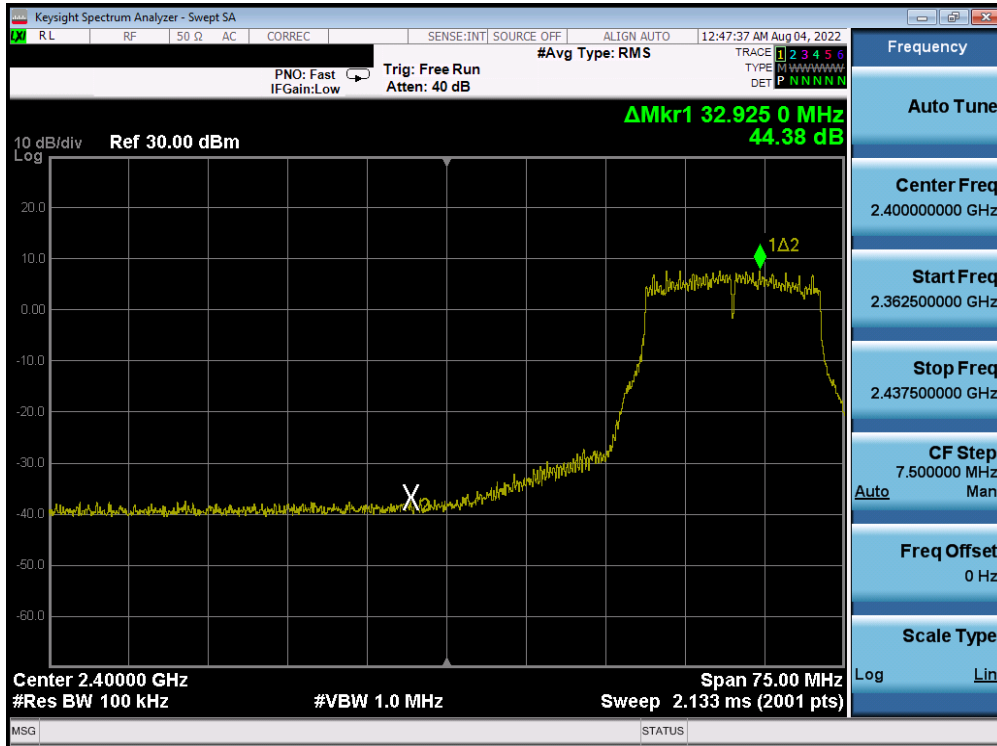 Keysight Spectrum Analyzer - Swept SA
LXI RL RF 50 Ω AC CORREC SENSE:INT SOURCE OFF ALIGN AUTO 12:47:37 AM Aug 04, 2022
#Avg Type: RMS
TRACE 1 2 3 4 5 6
TYPE M WWWWW
DET P N N N N N
PNO: Fast
IFGain:Low
Trig: Free Run
Atten: 40 dB
ΔMkr1 32.925 0 MHz
44.38 dB
10 dB/div
Log
Ref 30.00 dBm
20.0
10.0
0.00
-10.0
-20.0
-30.0
-40.0
-50.0
-60.0
1Δ2
X2
Center 2.40000 GHz
Span 75.00 MHz
#Res BW 100 kHz
#VBW 1.0 MHz
Sweep 2.133 ms (2001 pts)
MSG
STATUS
Frequency
Auto Tune
Center Freq
2.400000000 GHz
Start Freq
2.362500000 GHz
Stop Freq
2.437500000 GHz
CF Step
7.500000 MHz
Auto Man
Freq Offset
0 Hz
Scale Type
Log Lin